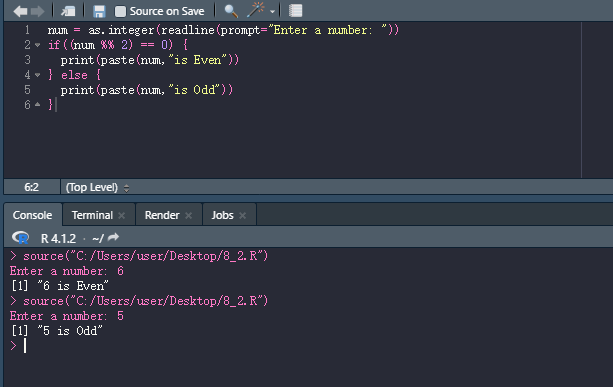 Source on Save
1 num = as.integer(readline(prompt="Enter a number: "))
2 if((num %% 2) == 0) {
3 print(paste(num,"is Even"))
4 } else {
5 print(paste(num,"is Odd"))
6 }
6:2 (Top Level)
Console Terminal Render Jobs
R R 4.1.2 · ~/
> source("C:/Users/user/Desktop/8_2.R")
Enter a number: 6
[1] "6 is Even"
> source("C:/Users/user/Desktop/8_2.R")
Enter a number: 5
[1] "5 is Odd"
>